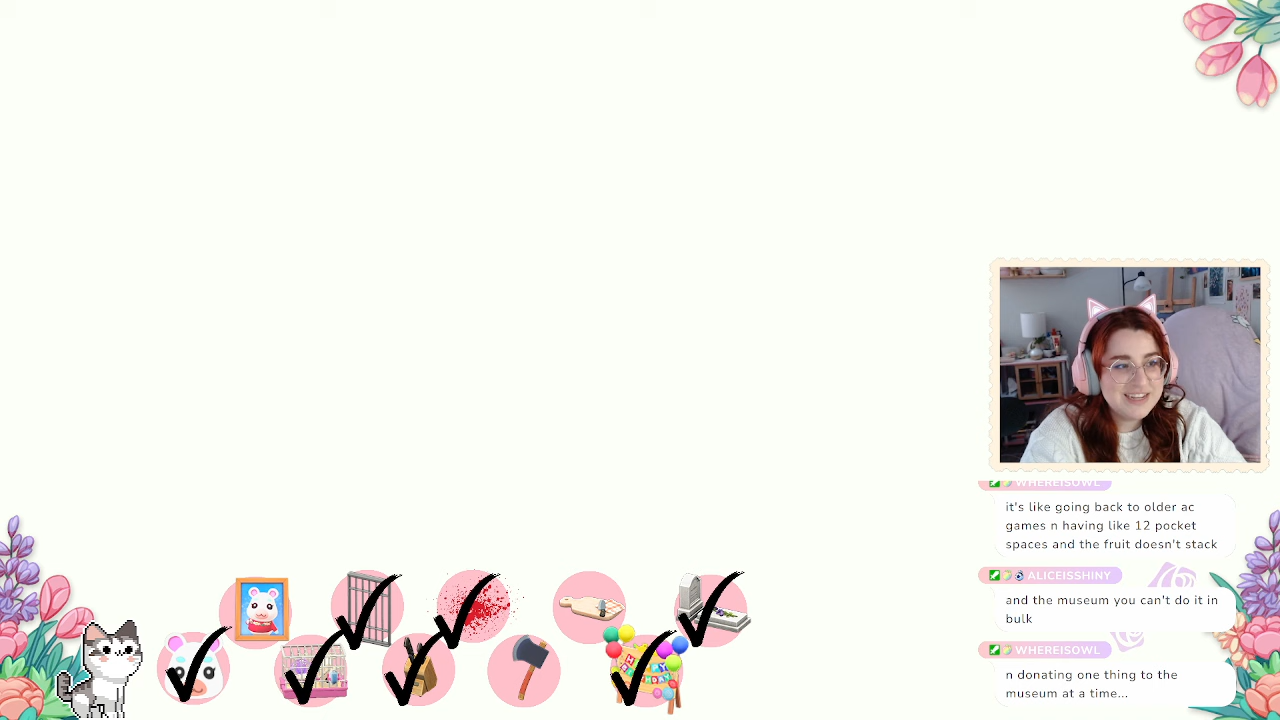 WHEREISOWL
it's like going back to older ac
games n having like 12 pocket
spaces and the fruit doesn't stack
ALICEISSHINY
and the museum you can't do it in
bulk
WHEREISOWL
n donating one thing to the
museum at a time...